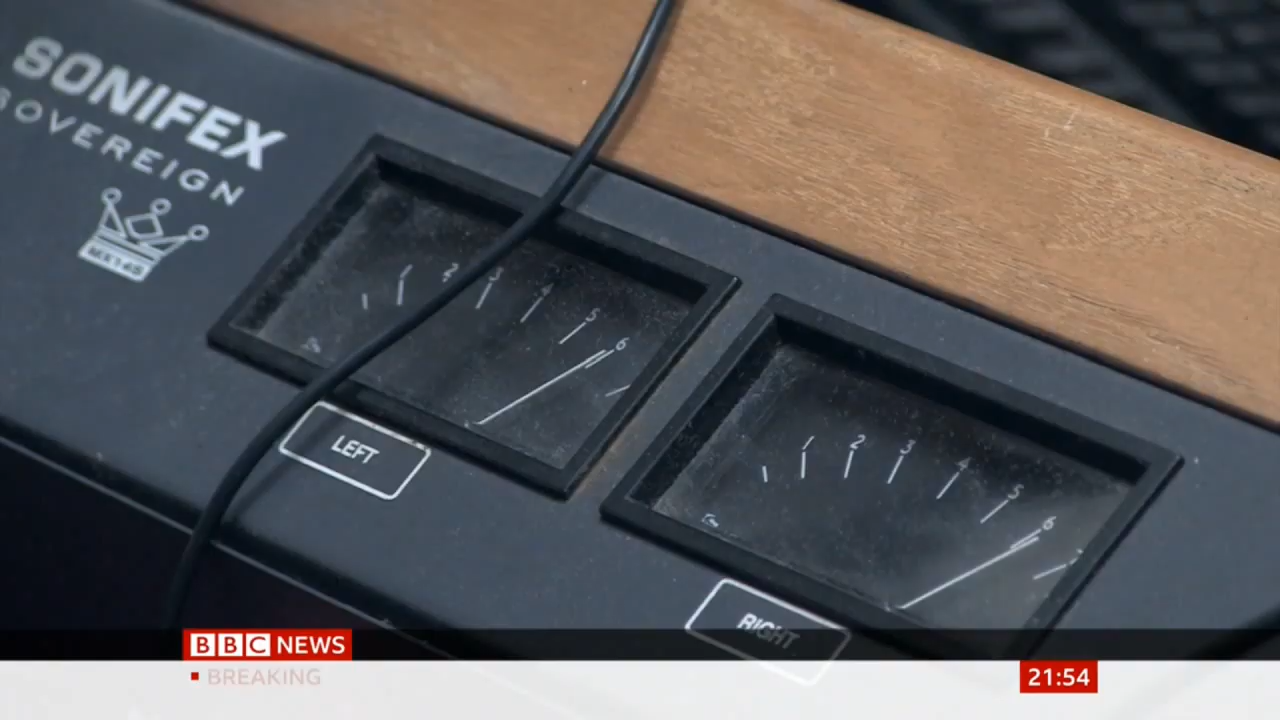 SONIFEX
SOVEREIGN
1 2 3 4 5 6
LEFT
1 2 3 4 5 6
RIGHT
BBC NEWS
BREAKING
21:54